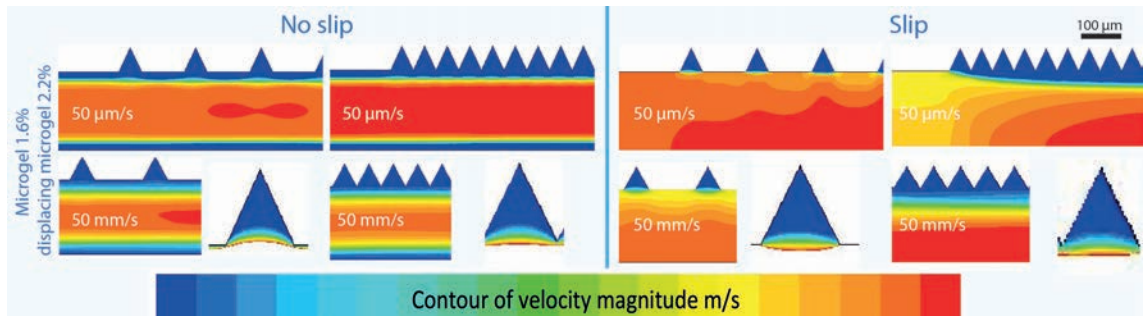 No slip
Slip
100 µm
Microgel 1.6%
displacing microgel 2.2%
50 µm/s
50 µm/s
50 µm/s
50 µm/s
50 mm/s
50 mm/s
50 mm/s
50 mm/s
Contour of velocity magnitude m/s